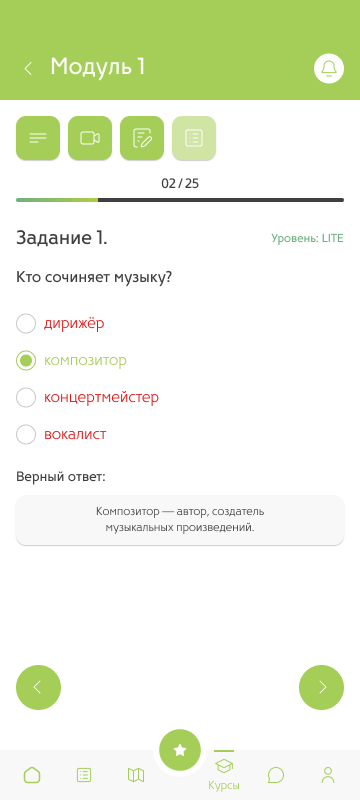 Модуль 1
02 / 25
Задание 1.
Уровень: LITE
Кто сочиняет музыку?
дирижёр
композитор
концертмейстер
вокалист
Верный ответ:
Композитор — автор, создатель
музыкальных произведений.
Курсы